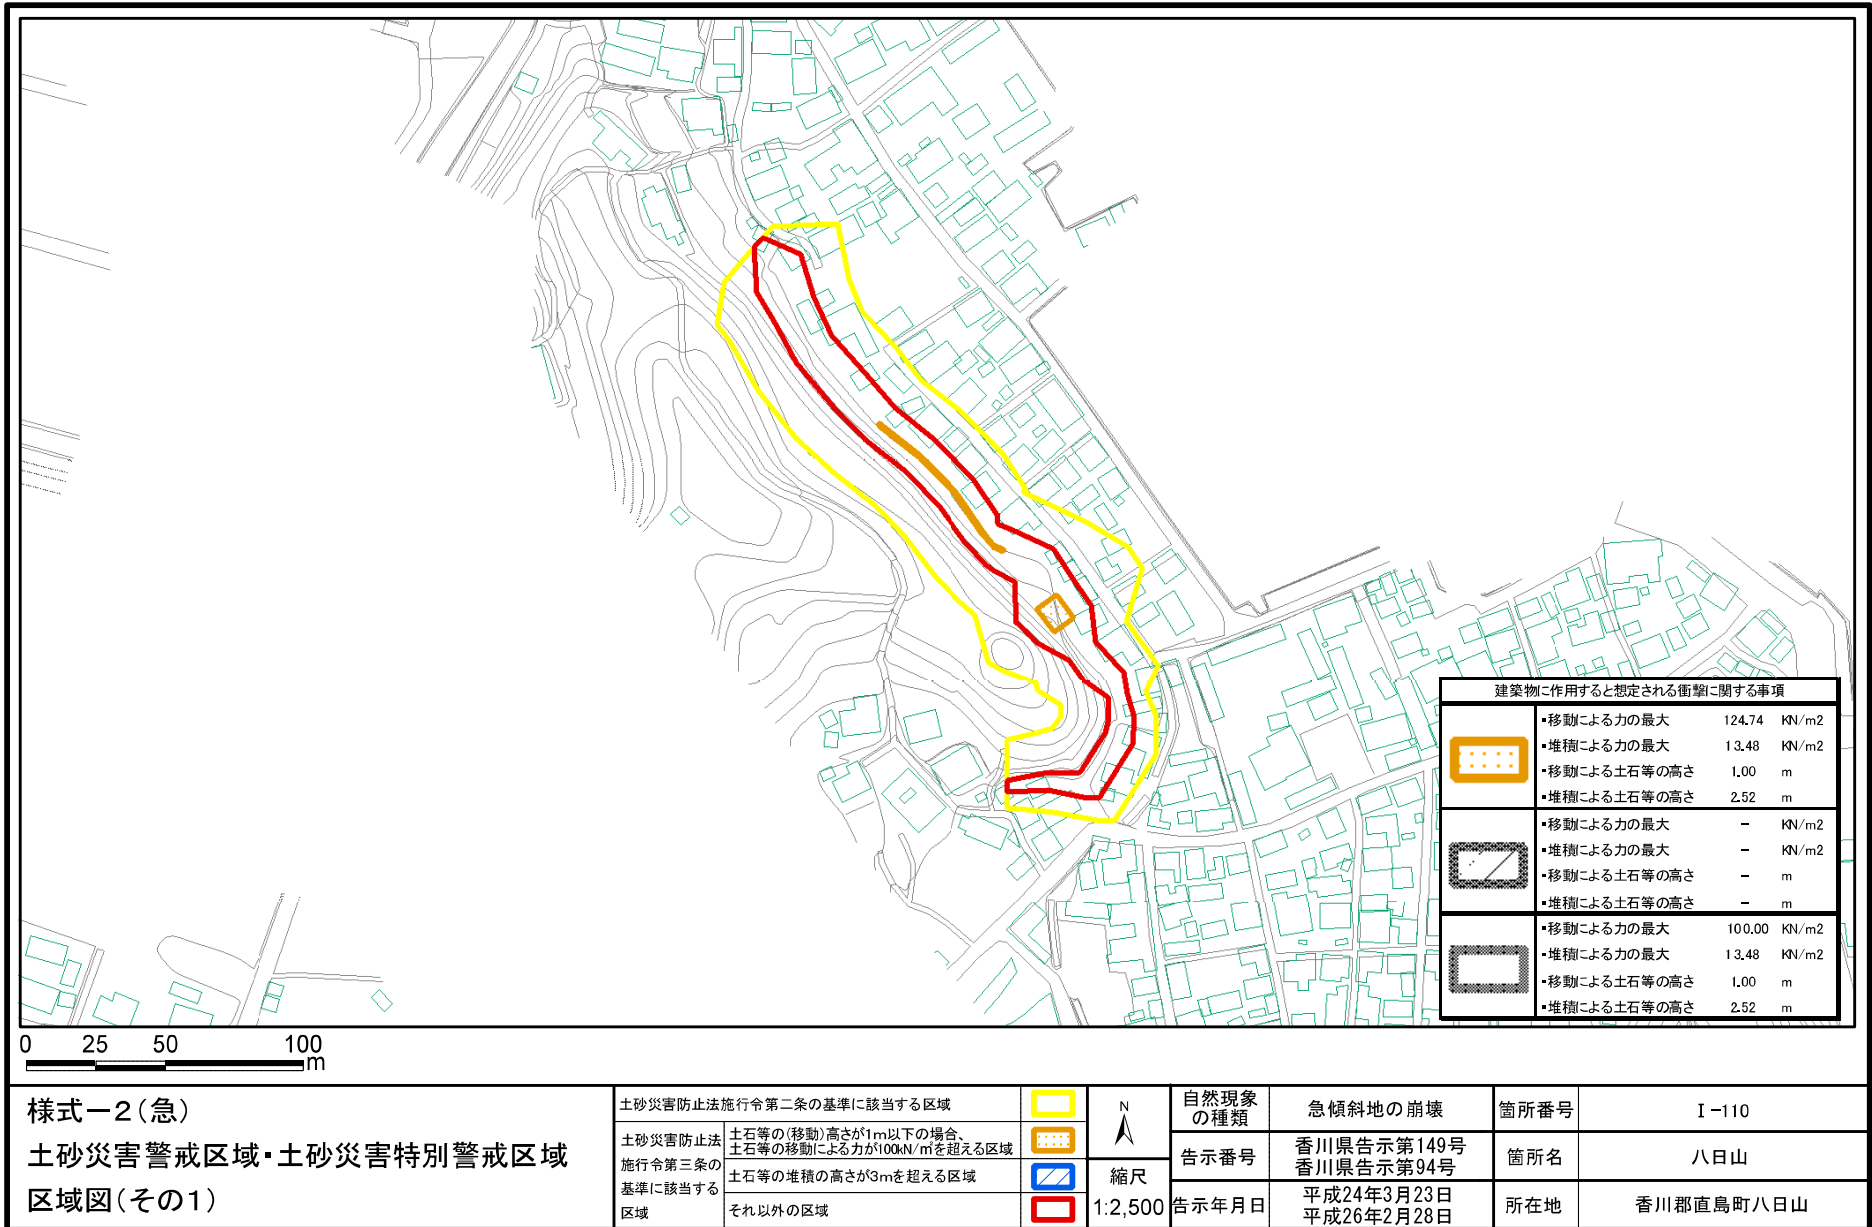 建築物に作用すると想定される衝撃に関する事項
・移動による力の最大 124.74 KN/m2
・堆積による力の最大 13.48 KN/m2
・移動による土石等の高さ 1.00 m
・堆積による土石等の高さ 2.52 m
・移動による力の最大 - KN/m2
・堆積による力の最大 - KN/m2
・移動による土石等の高さ - m
・堆積による土石等の高さ - m
・移動による力の最大 100.00 KN/m2
・堆積による力の最大 13.48 KN/m2
・移動による土石等の高さ 1.00 m
・堆積による土石等の高さ 2.52 m
0 25 50 100
m
様式-2(急)
土砂災害警戒区域・土砂災害特別警戒区域
区域図(その1)
土砂災害防止法施行令第二条の基準に該当する区域
土砂災害防止法
施行令第三条の
基準に該当する
区域
土石等の(移動)高さが1m以下の場合、
土石等の移動による力が100kN/㎡を超える区域
土石等の堆積の高さが3mを超える区域
それ以外の区域
N
縮尺
1:2,500
自然現象
の種類
急傾斜地の崩壊
箇所番号
I-110
告示番号
香川県告示第149号
香川県告示第94号
箇所名
八日山
告示年月日
平成24年3月23日
平成26年2月28日
所在地
香川郡直島町八日山